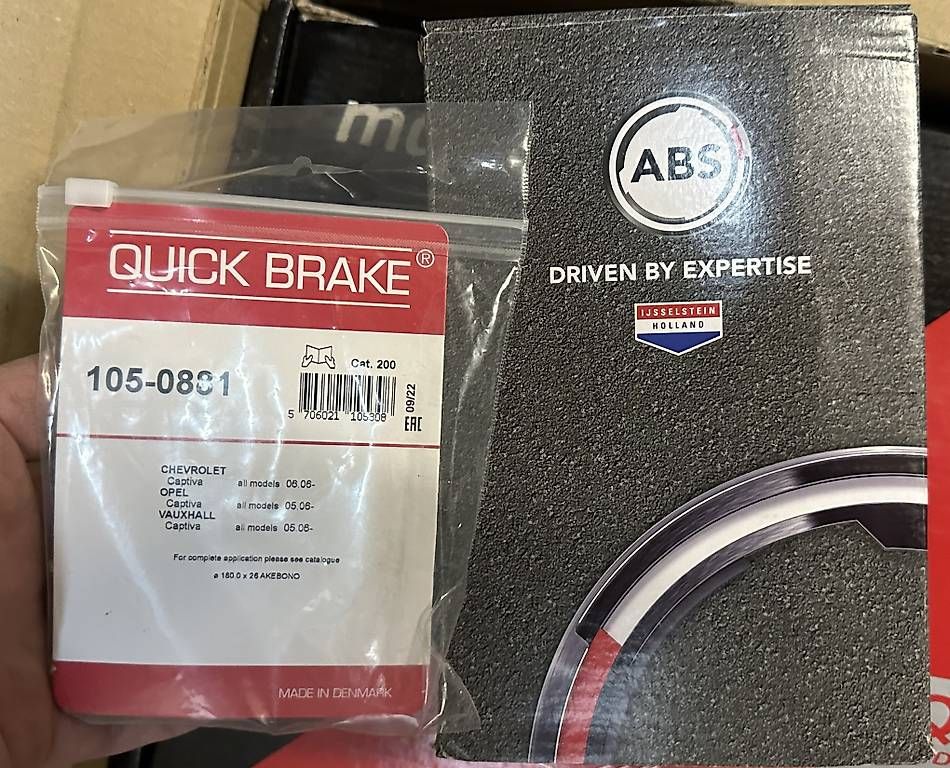 QUICK BRAKE®
105-0881
Cat. 200
5 706021 105308
09/22
EAC
CHEVROLET
Captiva all models 06.06-
OPEL
Captiva all models 05.06-
VAUXHALL
Captiva all models 05.06-
For complete application please see catalogue
ø 180.0 x 26 AKEBONO
MADE IN DENMARK
ABS
DRIVEN BY EXPERTISE
IJSSELSTEIN
HOLLAND